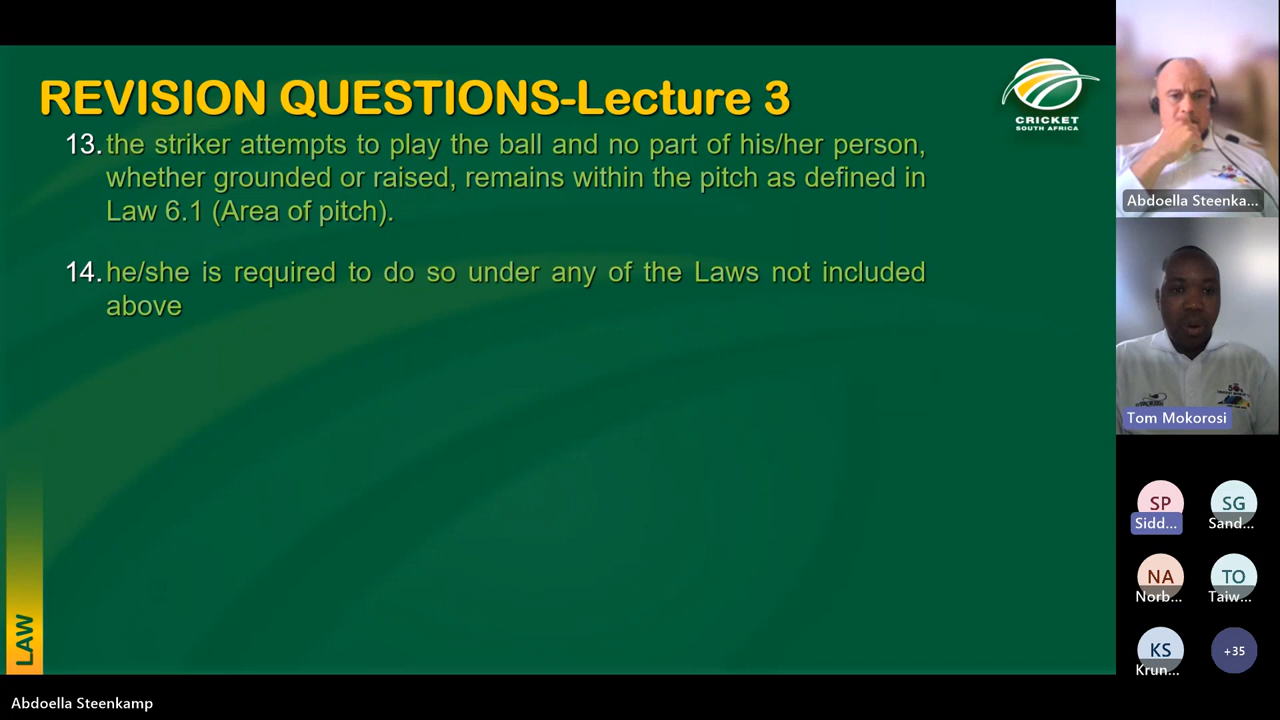 REVISION QUESTIONS-Lecture 3
CRICKET
SOUTH AFRICA
13. the striker attempts to play the ball and no part of his/her person,
whether grounded or raised, remains within the pitch as defined in
Law 6.1 (Area of pitch).
14. he/she is required to do so under any of the Laws not included
above
LAW
Abdoella Steenka...
Tom Mokorosi
SP
Sidd...
SG
Sand...
NA
Norb...
TO
Taiw...
KS
Krun...
+35
Abdoella Steenkamp